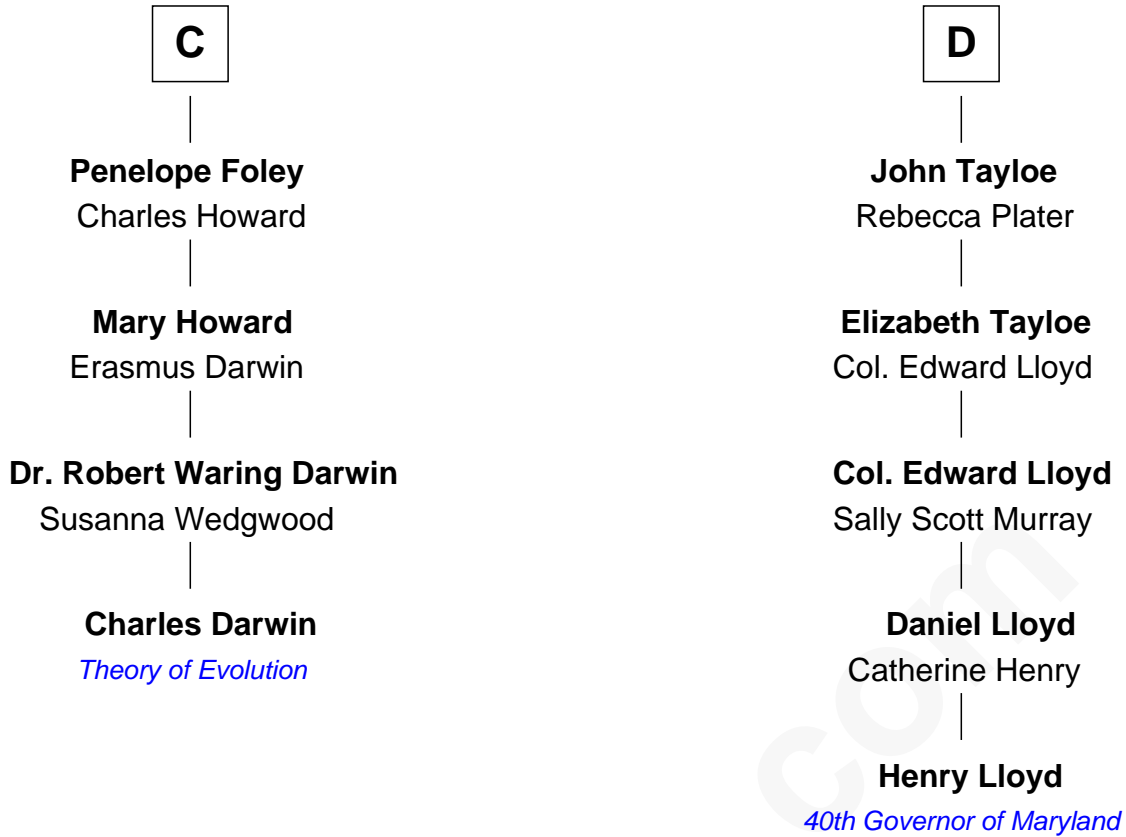 C
Penelope Foley
Charles Howard
Mary Howard
Erasmus Darwin
Dr. Robert Waring Darwin
Susanna Wedgwood
Charles Darwin
Theory of Evolution
D
John Tayloe
Rebecca Plater
Elizabeth Tayloe
Col. Edward Lloyd
Col. Edward Lloyd
Sally Scott Murray
Daniel Lloyd
Catherine Henry
Henry Lloyd
40th Governor of Maryland
com